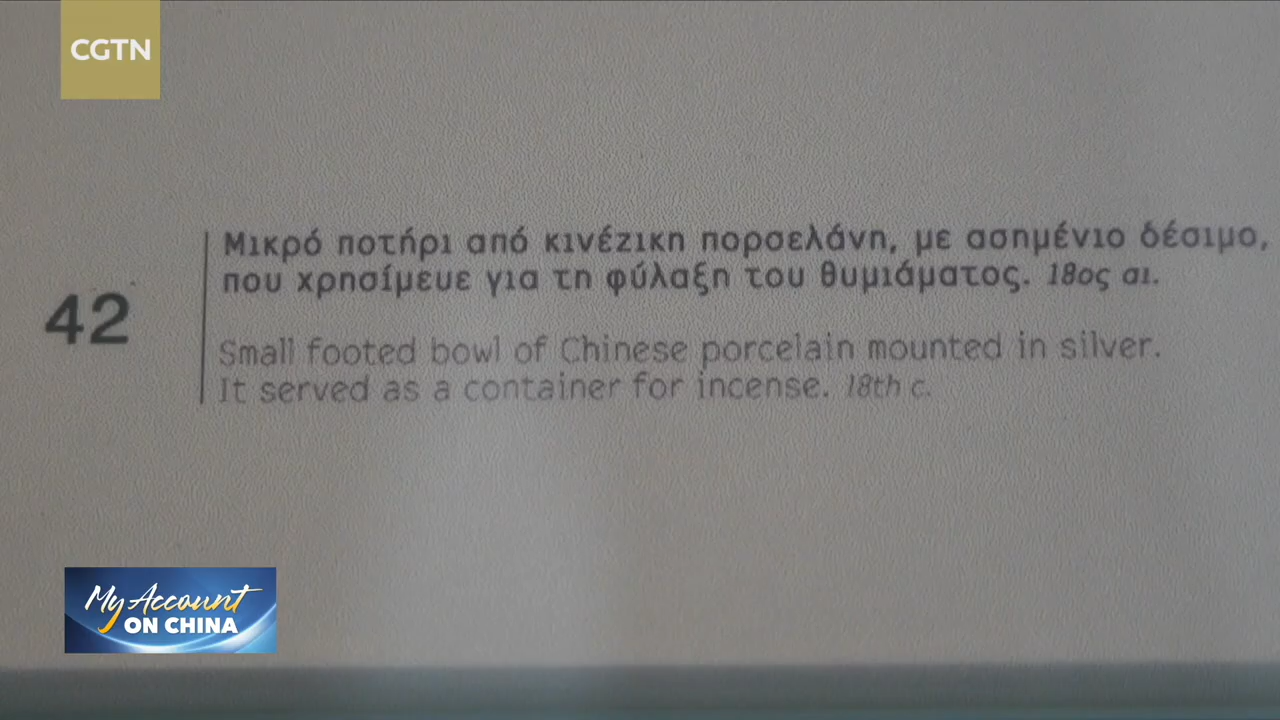 CGTN
42
Μικρό ποτήρι από κινέζικη πορσελάνη, με ασημένιο δέσιμο,
που χρησίμευε για τη φύλαξη του θυμιάματος. 18ος αι.
Small footed bowl of Chinese porcelain mounted in silver.
It served as a container for incense. 18th c.
My Account
ON CHINA